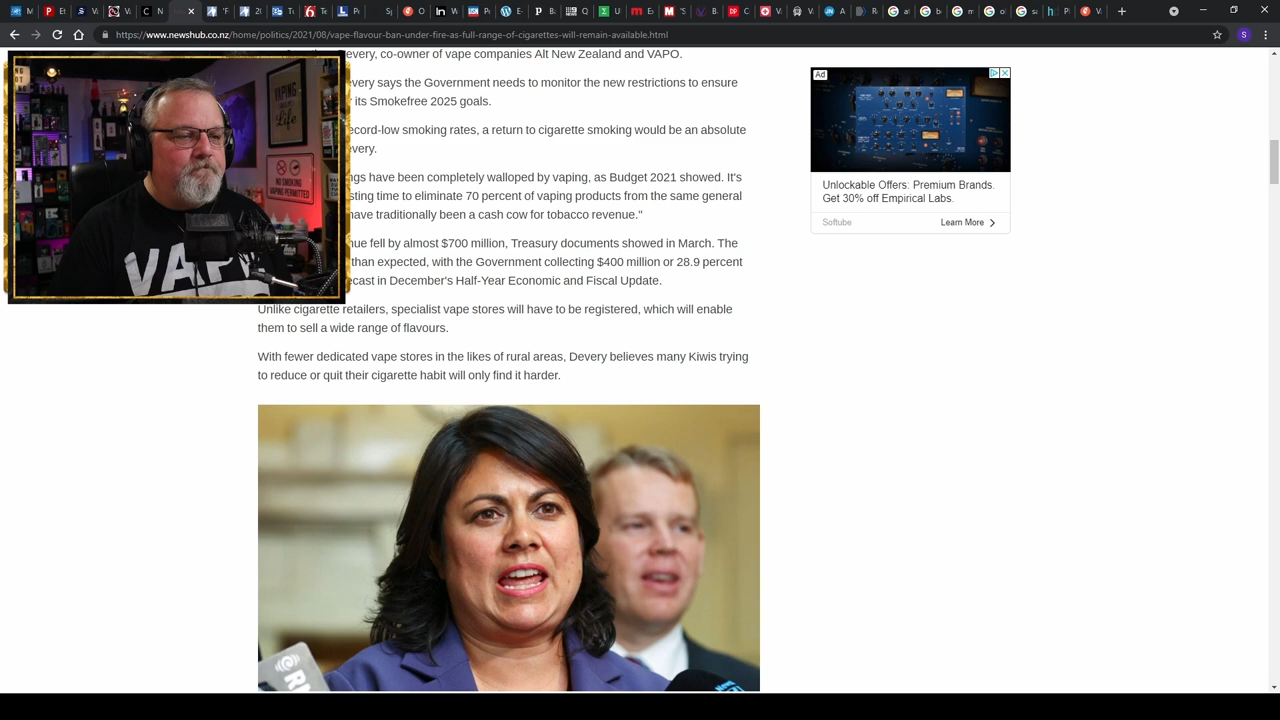 https://www.newshub.co.nz/home/politics/2021/08/vape-flavour-ban-under-fire-as-full-range-of-cigarettes-will-remain-available.html
S
every, co-owner of vape companies Alt New Zealand and VAPO.
very says the Government needs to monitor the new restrictions to ensure
its Smokefree 2025 goals.
ecord-low smoking rates, a return to cigarette smoking would be an absolute
very.
gs have been completely walloped by vaping, as Budget 2021 showed. It's
sting time to eliminate 70 percent of vaping products from the same general
have traditionally been a cash cow for tobacco revenue."
nue fell by almost $700 million, Treasury documents showed in March. The
than expected, with the Government collecting $400 million or 28.9 percent
ecast in December's Half-Year Economic and Fiscal Update.
Unlike cigarette retailers, specialist vape stores will have to be registered, which will enable
them to sell a wide range of flavours.
With fewer dedicated vape stores in the likes of rural areas, Devery believes many Kiwis trying
to reduce or quit their cigarette habit will only find it harder.
Ad
Unlockable Offers: Premium Brands.
Get 30% off Empirical Labs.
Softube
Learn More
VAPING
Life
NO SMOKING
VAPING PERMITTED
VAPE